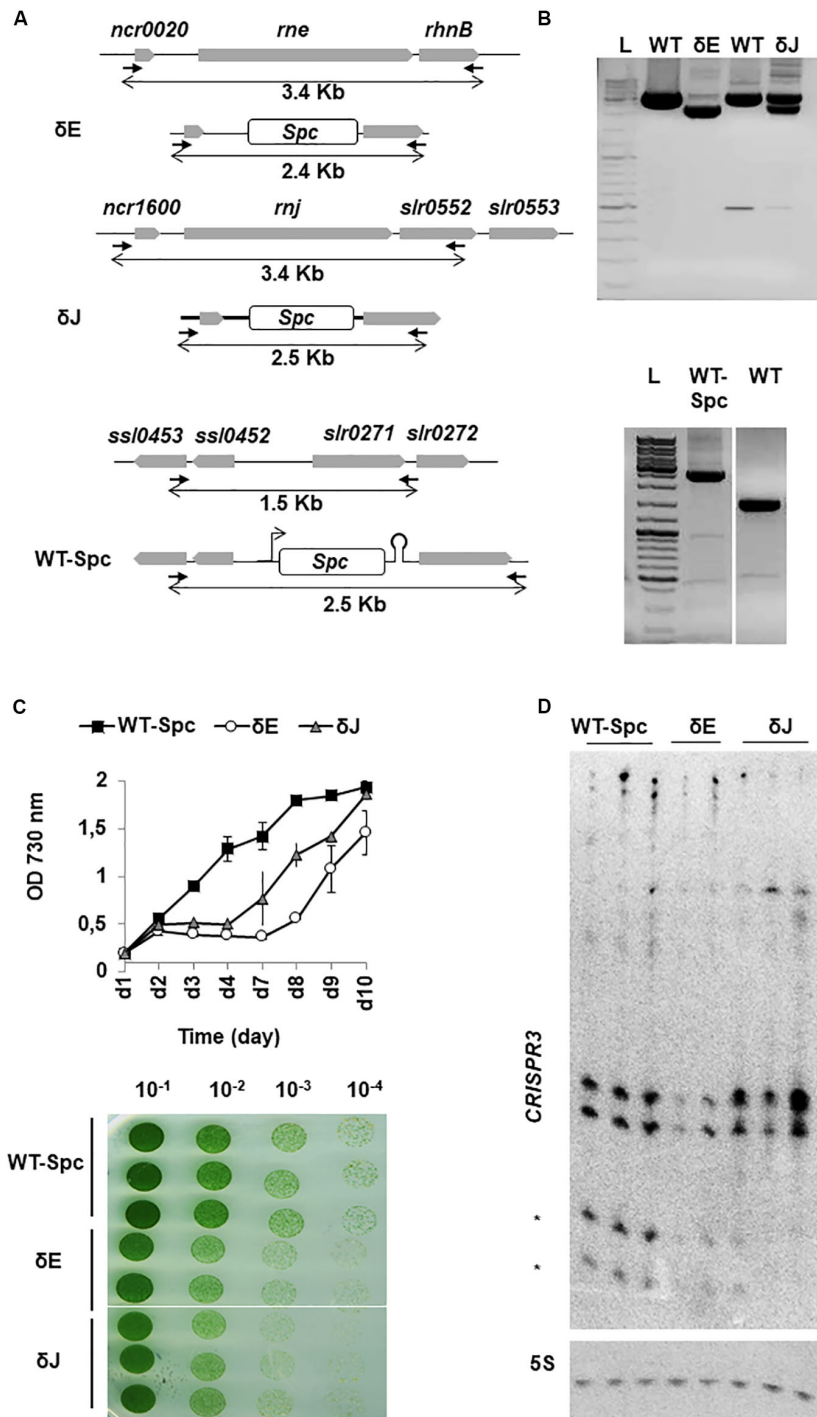 A
ncr0020 rne rhnB
3.4 Kb
δE
Spc
2.4 Kb
ncr1600 rnj slr0552 slr0553
3.4 Kb
δJ
Spc
2.5 Kb
ssl0453 ssl0452 slr0271 slr0272
1.5 Kb
WT-Spc
Spc
2.5 Kb
B
L WT δE WT δJ
L WT-Spc WT
C
WT-Spc δE δJ
OD 730 nm
2
1,5
1
0,5
0
d1 d2 d3 d4 d7 d8 d9 d10
Time (day)
10-1 10-2 10-3 10-4
WT-Spc
δE
δJ
D
WT-Spc δE δJ
CRISPR3
*
*
5S